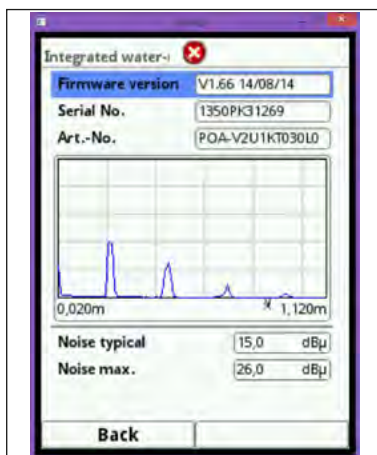 Integrated water-
Firmware version V1.66 14/08/14
Serial No. 1350PK31269
Art.-No. POA-V2U1KT030L0
0,020m 1,120m
Noise typical 15,0 dBµ
Noise max. 26,0 dBµ
Back